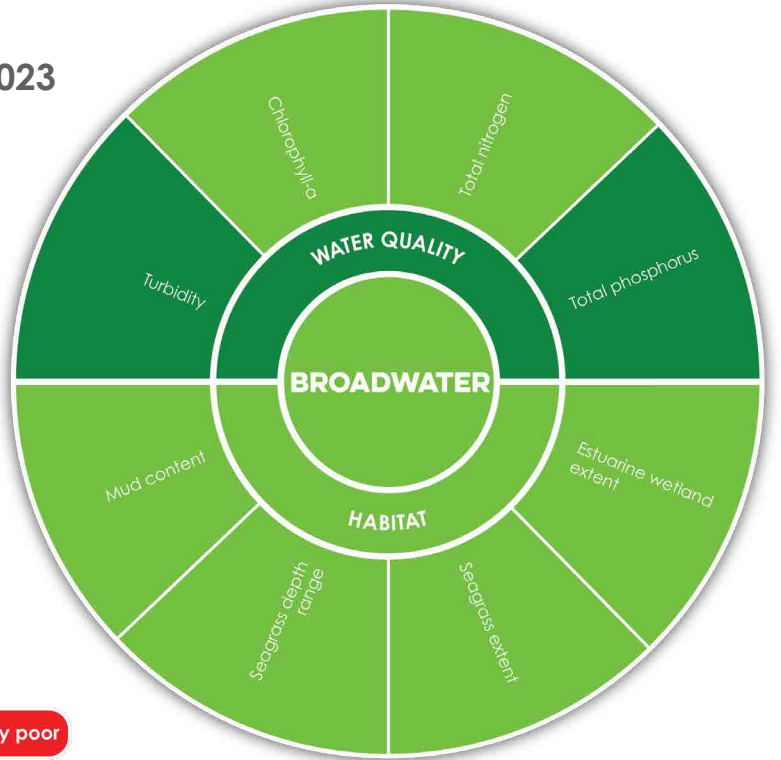 023
Chlorophyll-a
Total nitrogen
Turbidity
WATER QUALITY
Total phosphorus
BROADWATER
Mud content
HABITAT
Estuarine wetland
extent
Seagrass depth
range
Seagrass extent
y poor